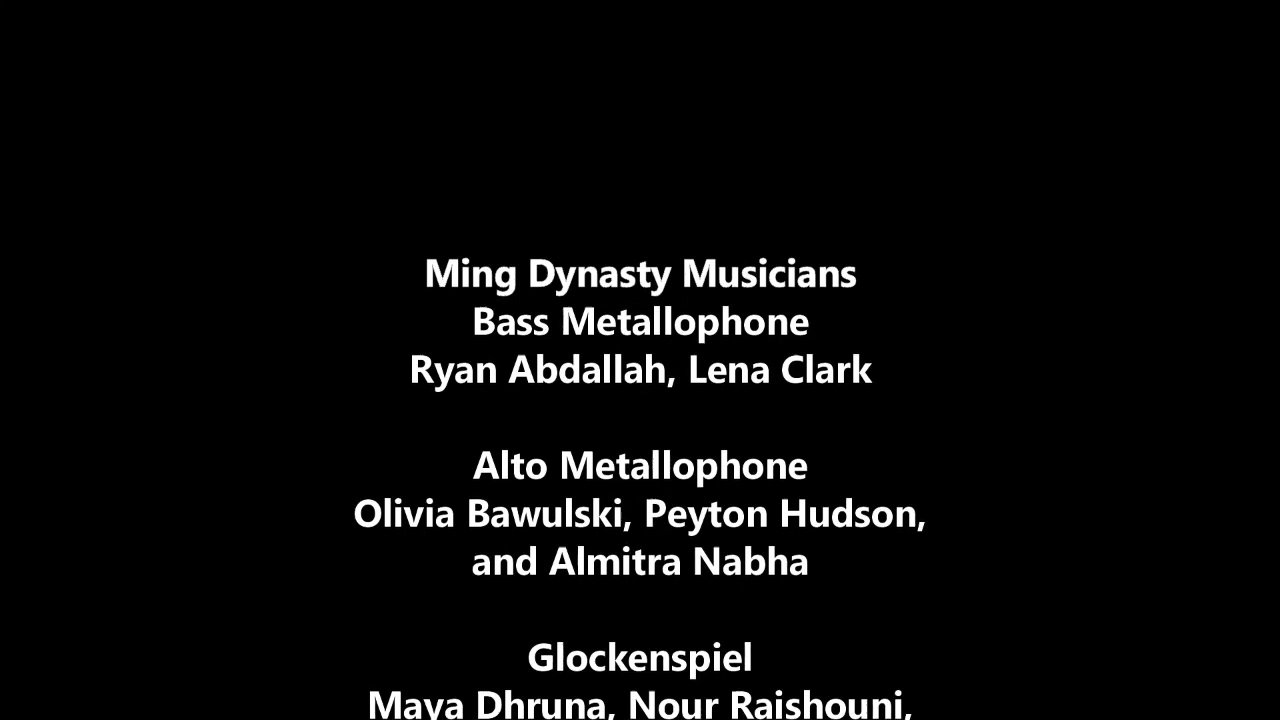 Ming Dynasty Musicians
Bass Metallophone
Ryan Abdallah, Lena Clark
Alto Metallophone
Olivia Bawulski, Peyton Hudson,
and Almitra Nabha
Glockenspiel
Maya Dhruna, Nour Raishouni,